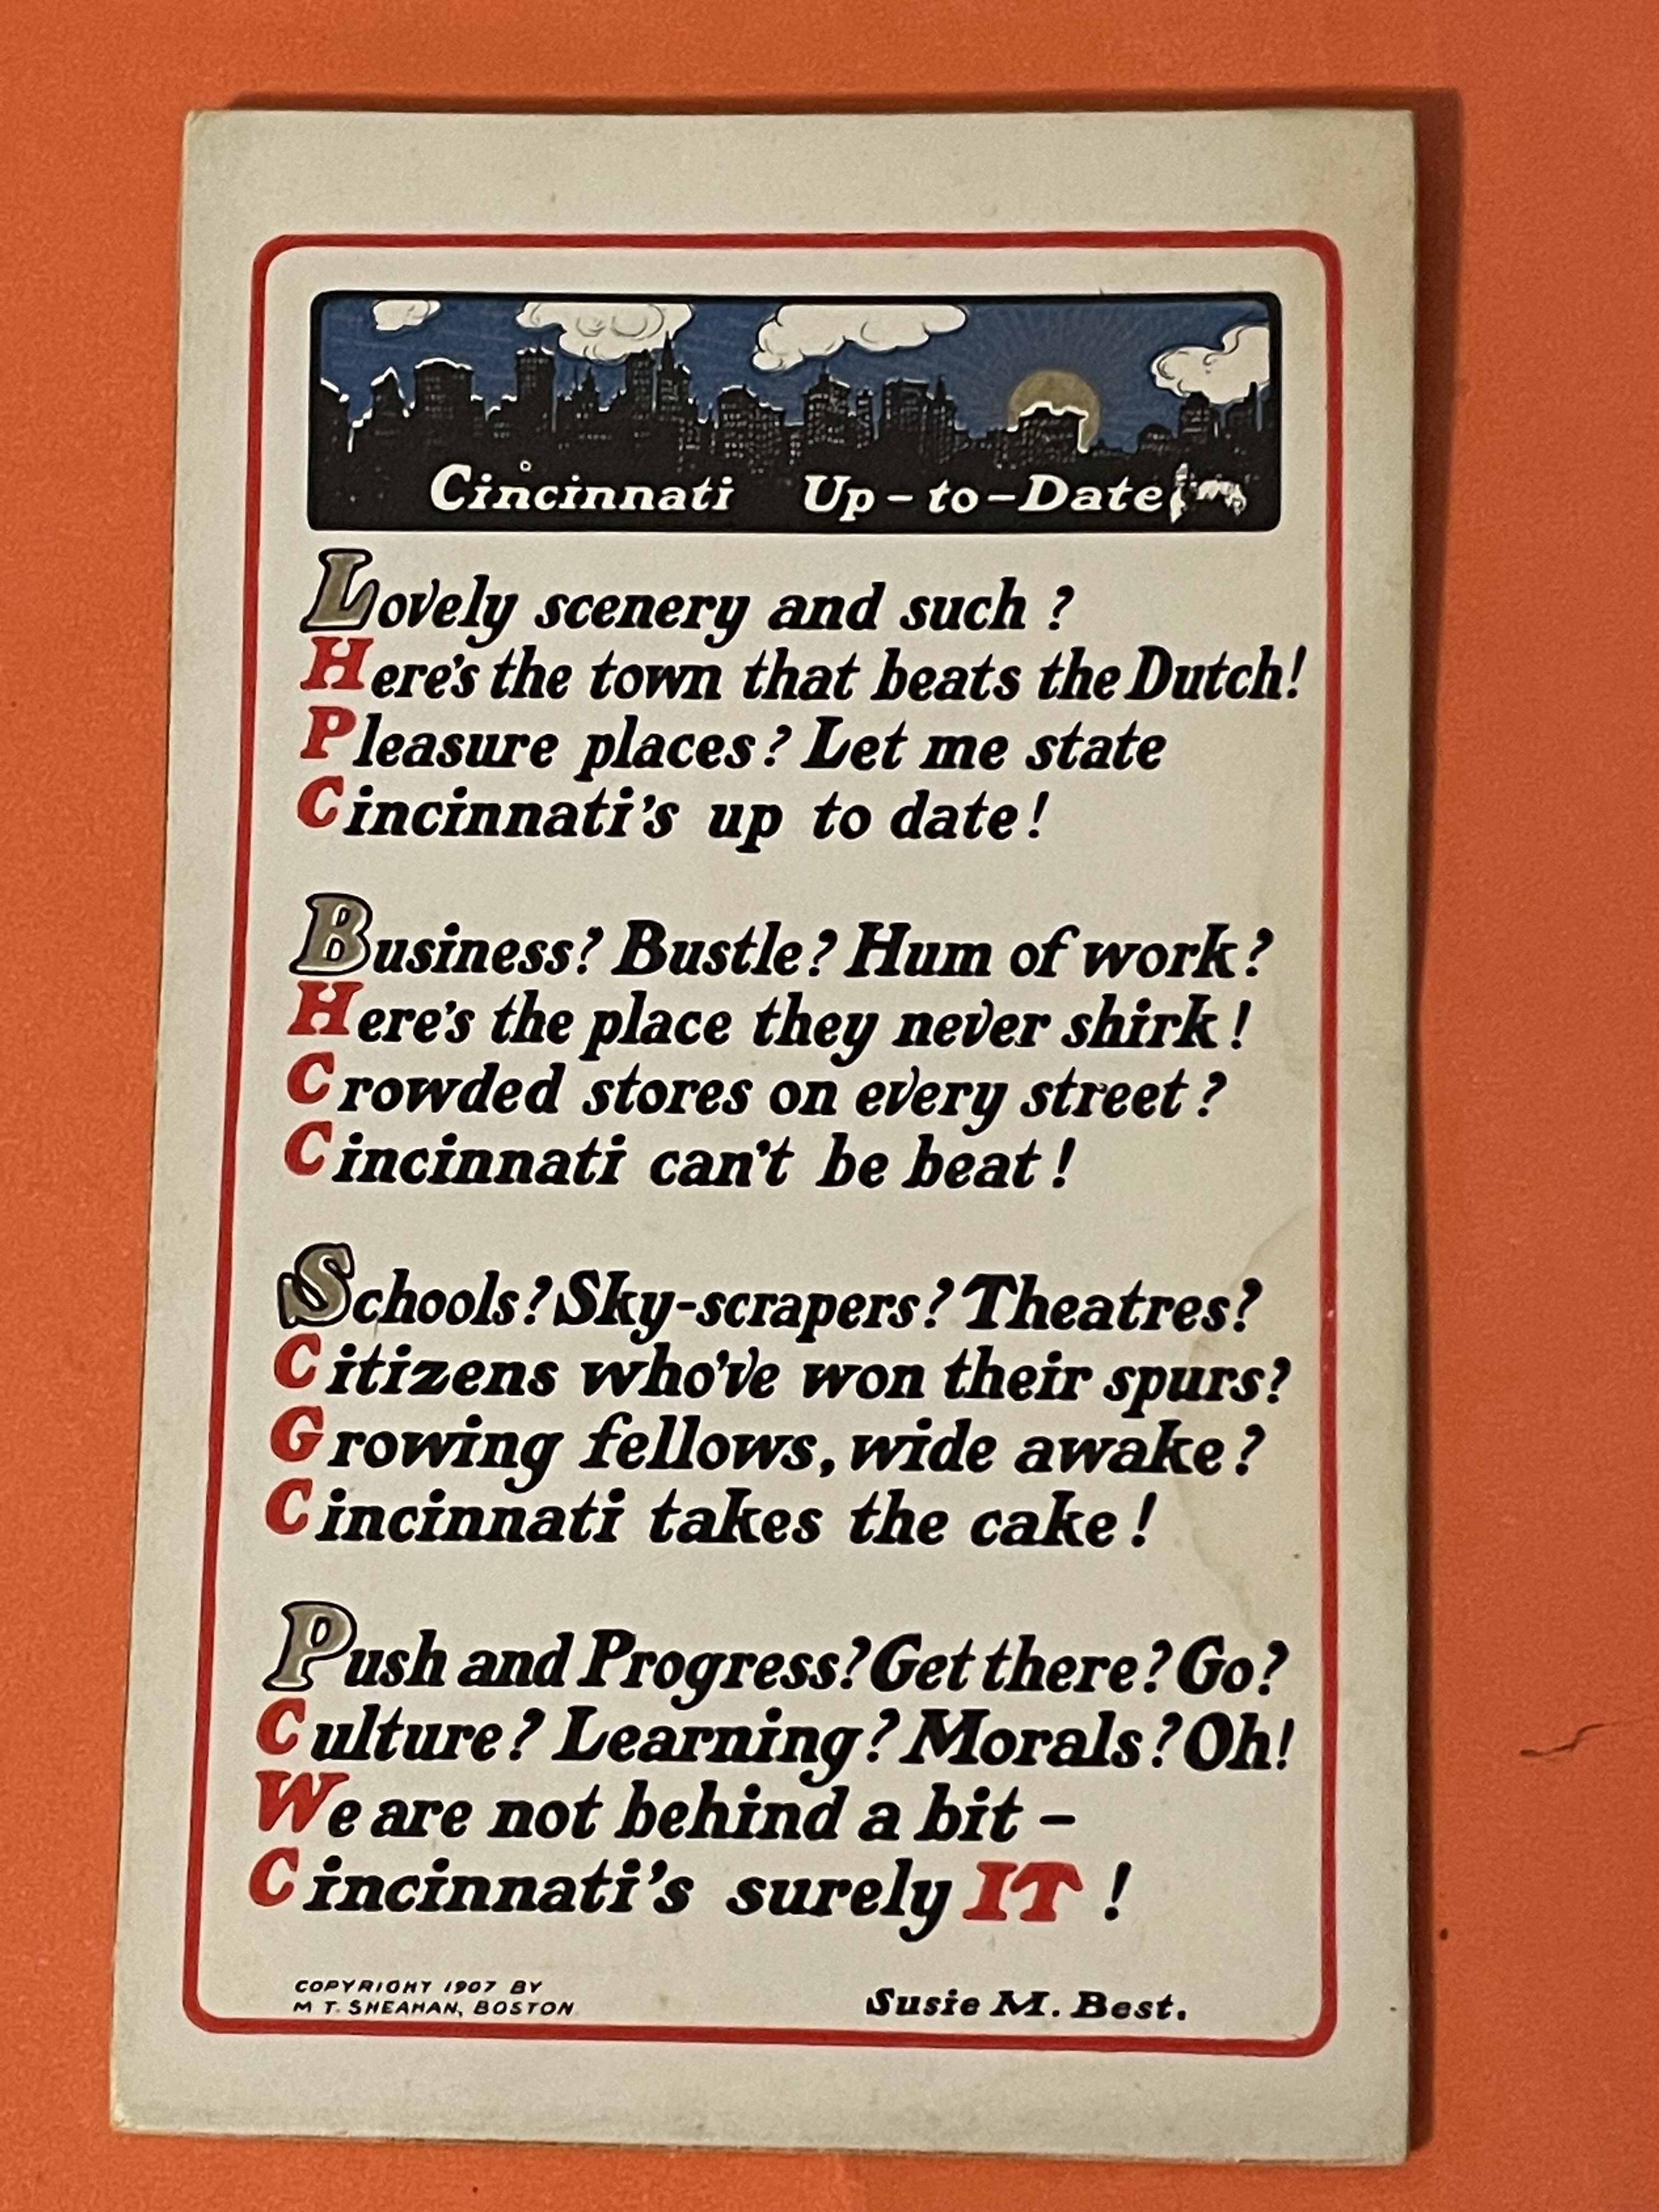 Cincinnati Up-to-Date
Lovely scenery and such?
Here's the town that beats the Dutch!
Pleasure places? Let me state
Cincinnati's up to date!
Business? Bustle? Hum of work?
Here's the place they never shirk!
Crowded stores on every street?
Cincinnati can't be beat!
Schools? Sky-scrapers? Theatres?
Citizens who've won their spurs?
Growing fellows, wide awake?
Cincinnati takes the cake!
Push and Progress? Get there? Go?
Culture? Learning? Morals? Oh!
We are not behind a bit –
Cincinnati's surely IT!
COPYRIGHT 1907 BY
M T. SHEAHAN, BOSTON
Susie M. Best.